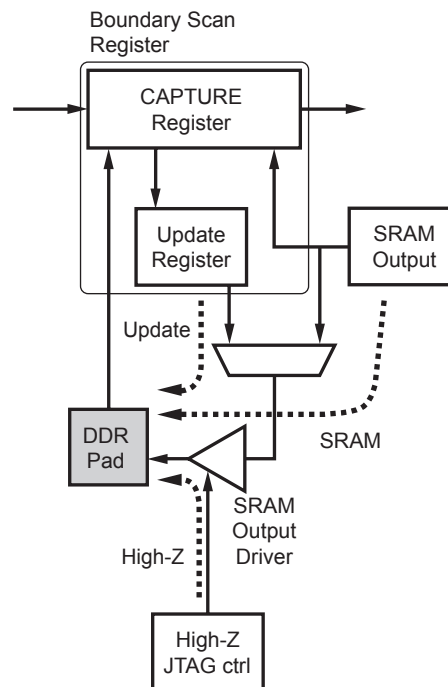 Boundary Scan
Register
CAPTURE
Register
Update
Register
SRAM
Output
Update
SRAM
DDR
Pad
SRAM
Output
Driver
High-Z
High-Z
JTAG ctrl